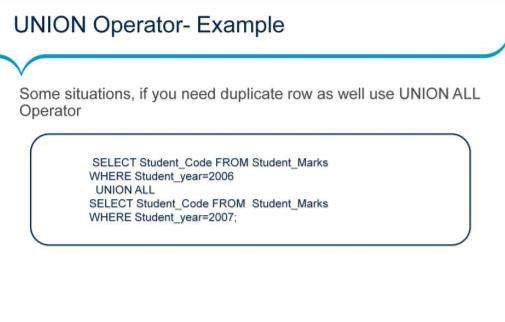 UNION Operator- Example
Some situations, if you need duplicate row as well use UNION ALL
Operator
SELECT Student_Code FROM Student_Marks
WHERE Student_year=2006
UNION ALL
SELECT Student_Code FROM Student_Marks
WHERE Student_year=2007;